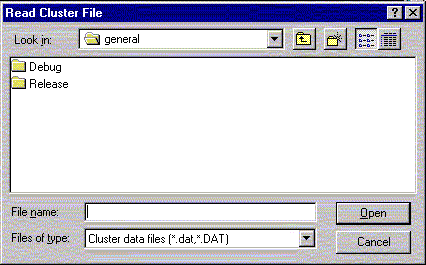 Read Cluster File
Look in: general
Debug
Release
File name: Open
Files of type: Cluster data files (*.dat,*.DAT) Cancel